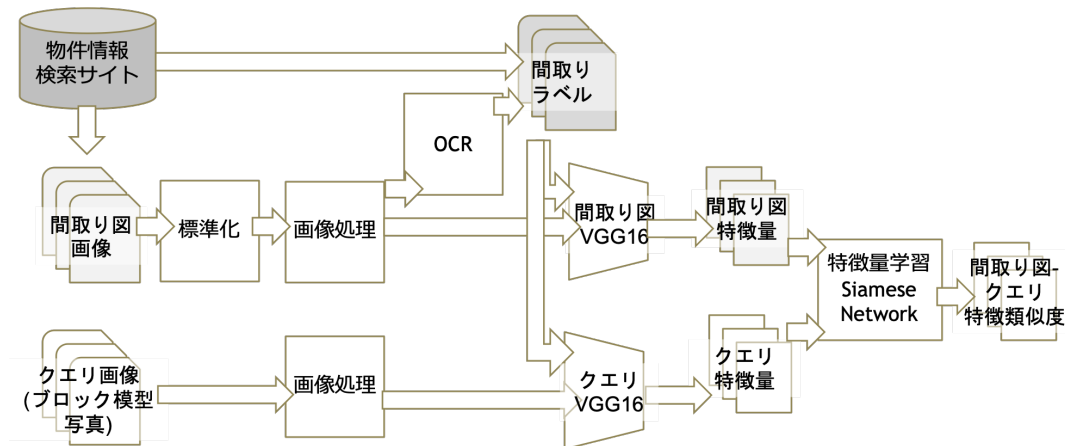 物件情報
検索サイト
間取り
ラベル
OCR
間取り図
画像
標準化
画像処理
間取り図
VGG16
間取り図
特徴量
特徴量学習
Siamese
Network
間取り図-
クエリ
特徴類似度
クエリ画像
(ブロック模型
写真)
画像処理
クエリ
VGG16
クエリ
特徴量